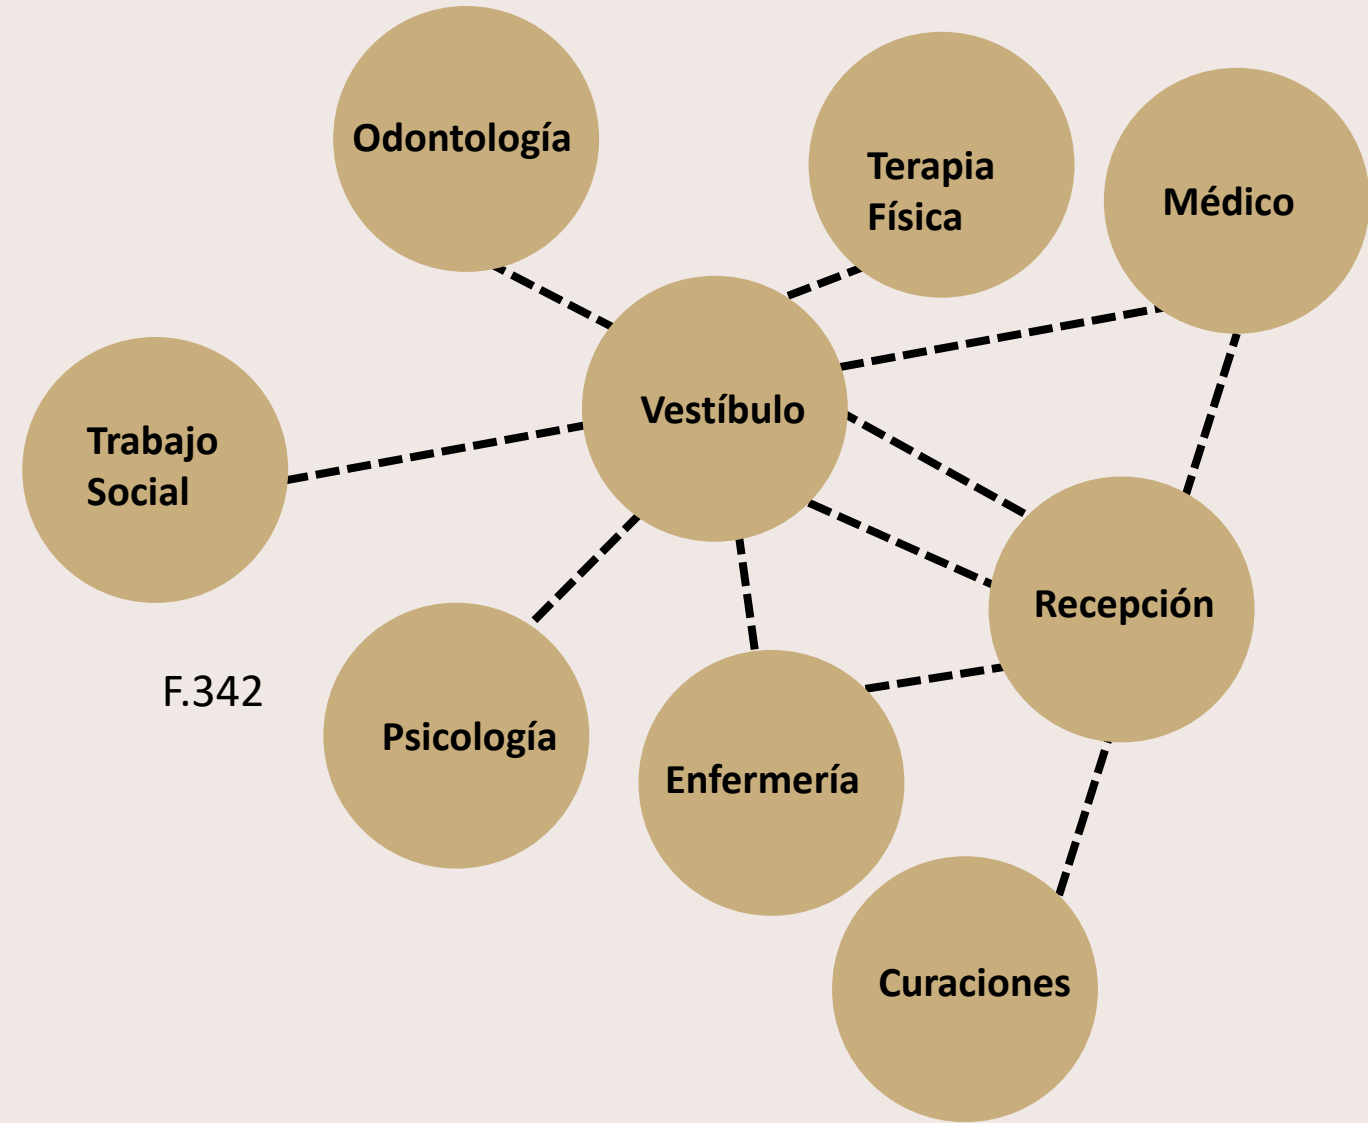 Odontología
Terapia
Física
Médico
Vestíbulo
Trabajo
Social
Recepción
F.342
Psicología
Enfermería
Curaciones